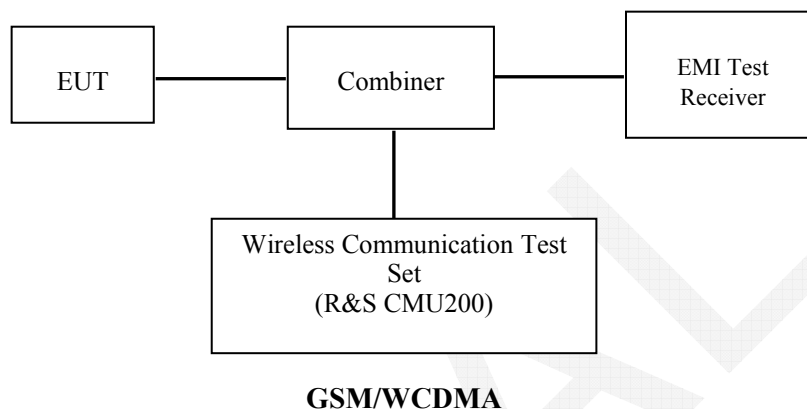 EUT
Combiner
EMI Test
Receiver
Wireless Communication Test
Set
(R&S CMU200)
GSM/WCDMA